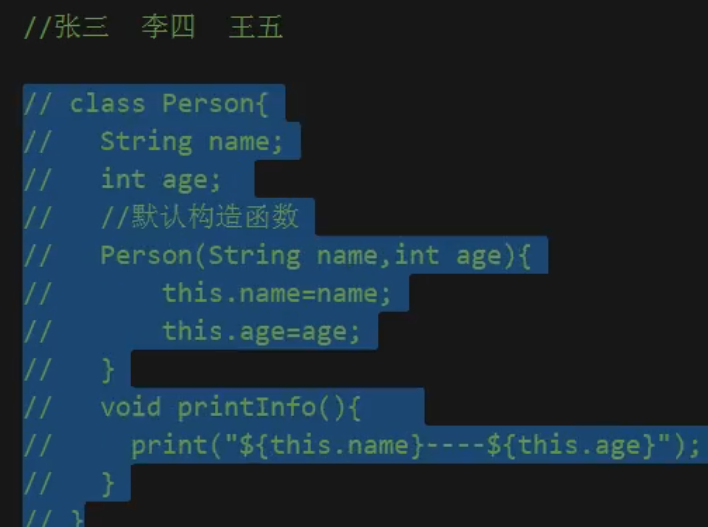 //张三  李四  王五
// class Person{
//   String name;
//   int age;
//   //默认构造函数
//   Person(String name,int age){
//       this.name=name;
//       this.age=age;
//   }
//   void printInfo(){
//     print("${this.name}----${this.age}");
//   }
// }